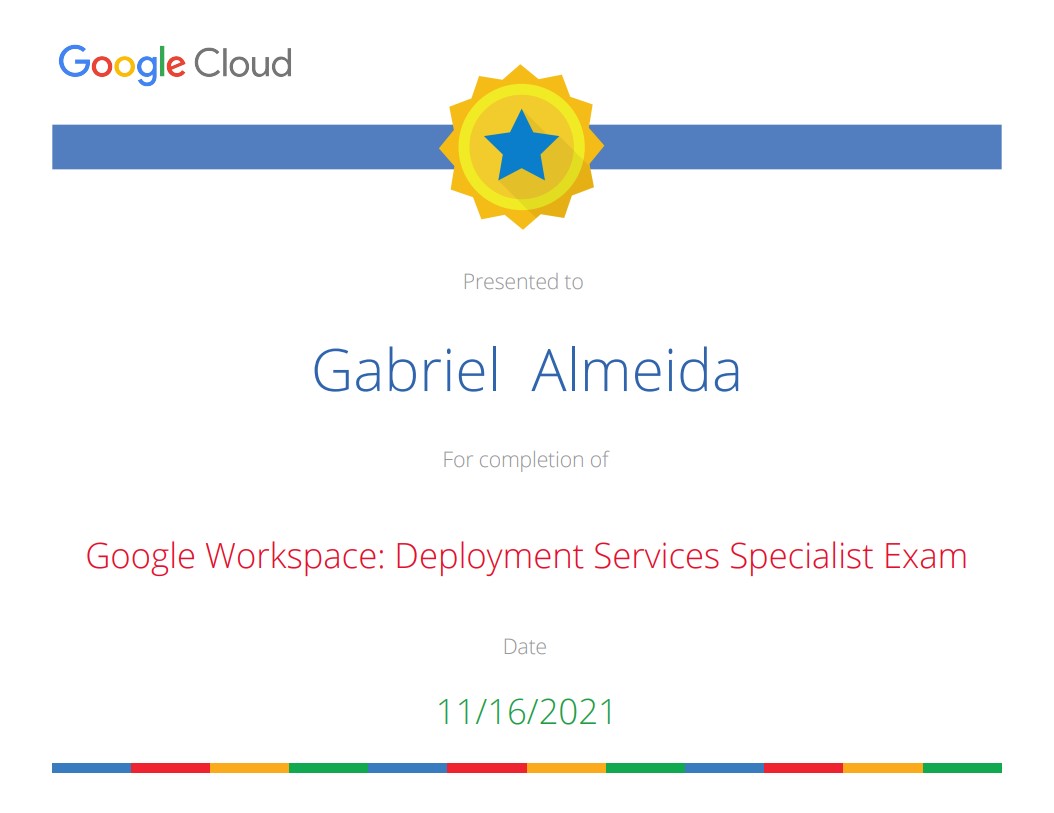 Google Cloud
Presented to
Gabriel Almeida
For completion of
Google Workspace: Deployment Services Specialist Exam
Date
11/16/2021